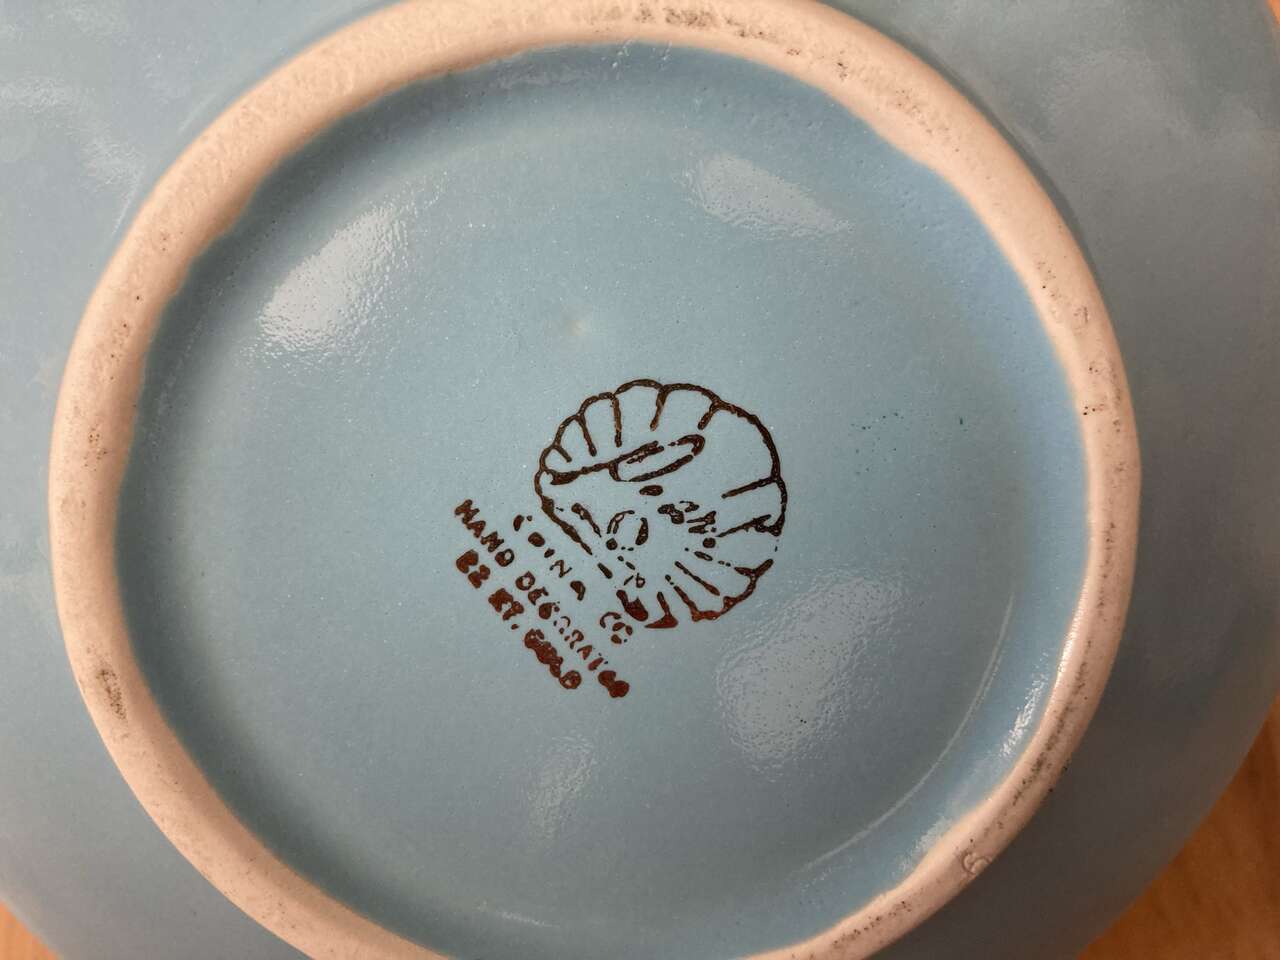 CHINA CO
HAND DECORATED
22 KT. GOLD